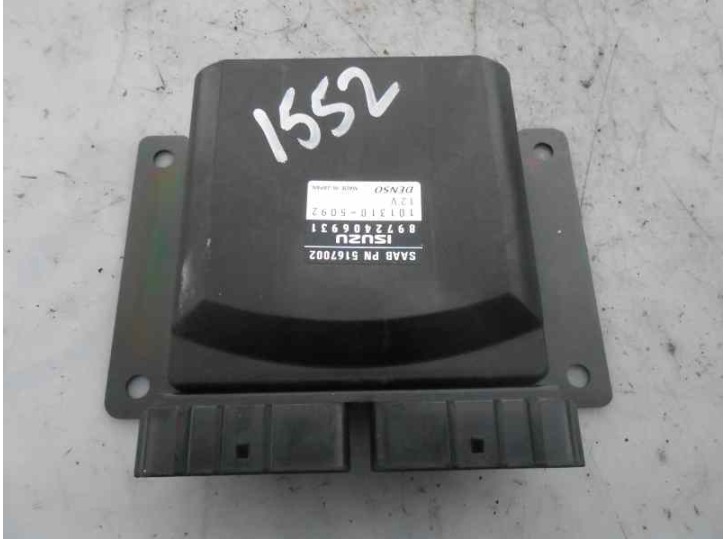 1552
SAAB PN 5167002
ISUZU
8972406931
101310-5092
12V
DENSO MADE IN JAPAN